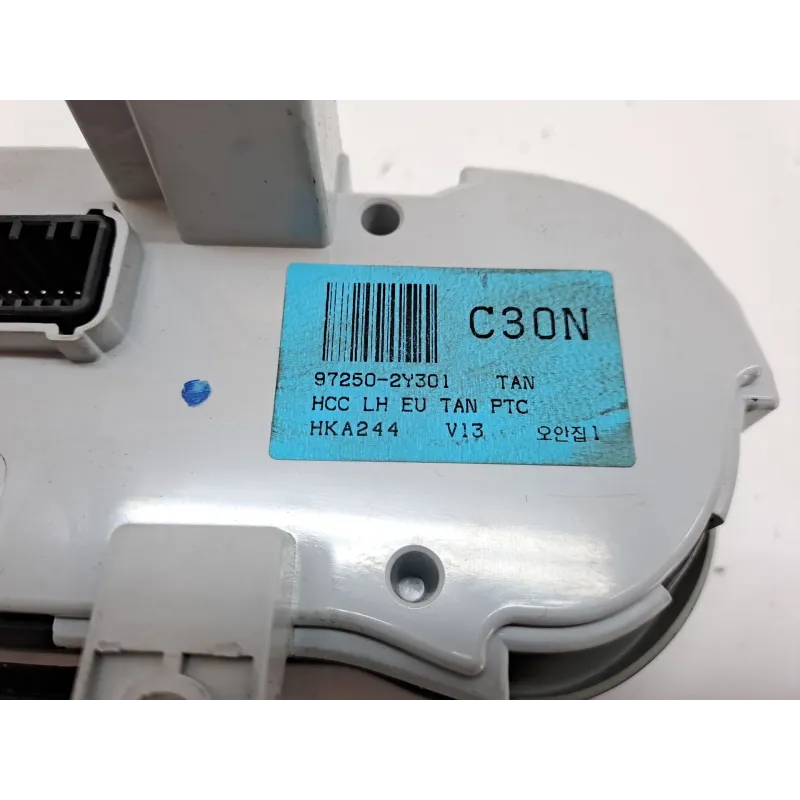 C30N
97250-2Y301 TAN
HCC LH EU TAN PTC
HKA244 V13 오안집1